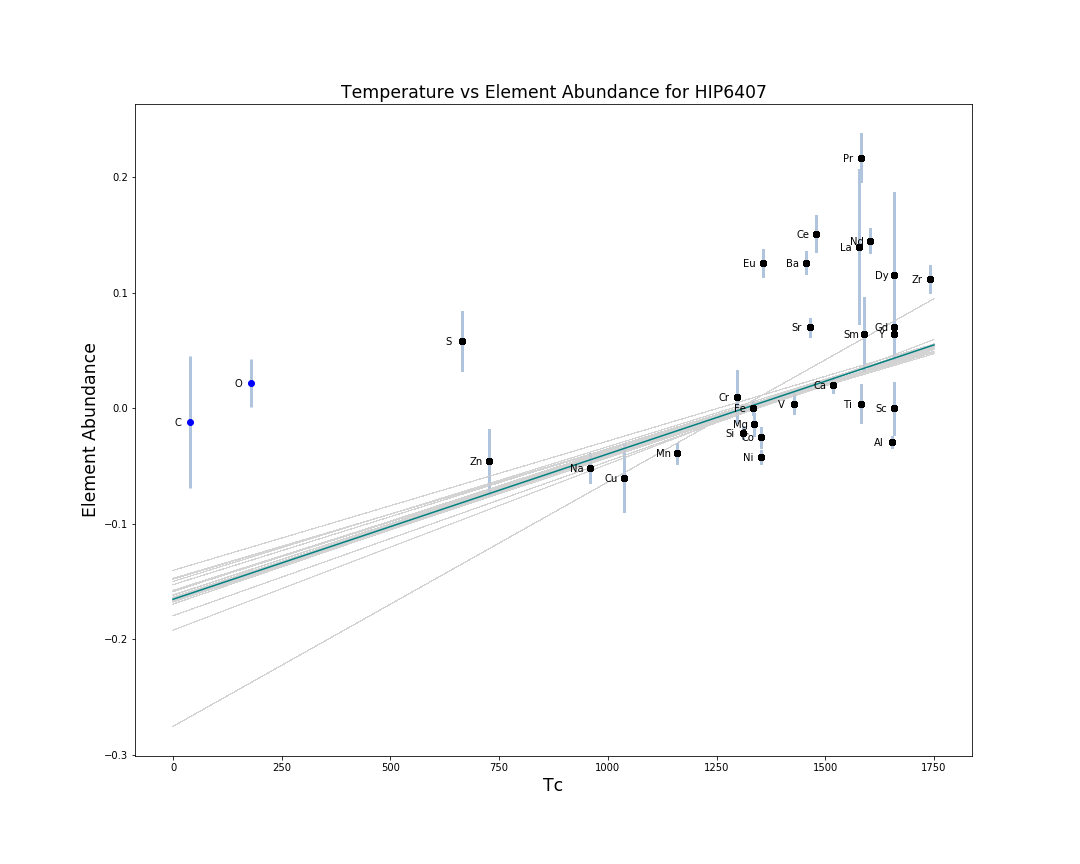 Temperature vs Element Abundance for HIP6407
Element Abundance
0.2
0.1
0.0
−0.1
−0.2
−0.3
Pr
Ce
Nd
La
Eu
Ba
Dy
Zr
Sr
Gd
Sm
Y
S
O
C
Ca
Cr
Fe
V
Ti
Sc
Mg
Si
Co
Al
Ni
Mn
Zn
Na
Cu
0
250
500
750
1000
1250
1500
1750
Tc